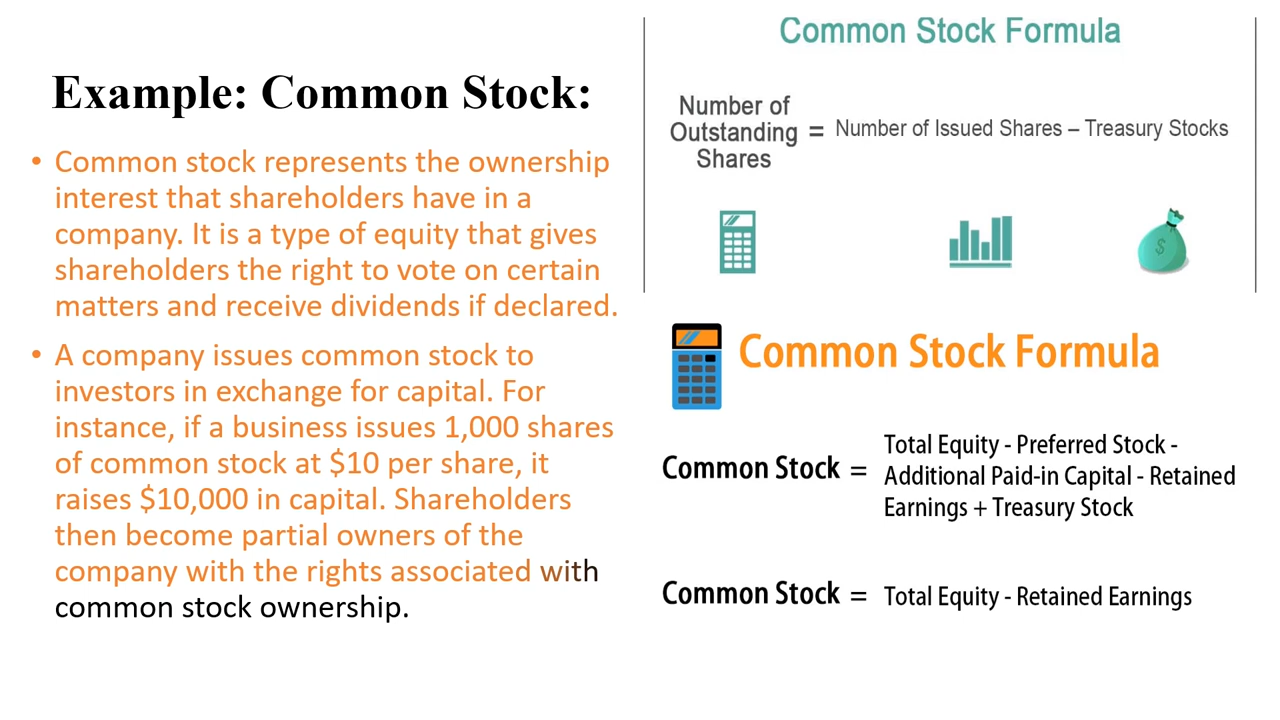 Example: Common Stock:
• Common stock represents the ownership
interest that shareholders have in a
company. It is a type of equity that gives
shareholders the right to vote on certain
matters and receive dividends if declared.
• A company issues common stock to
investors in exchange for capital. For
instance, if a business issues 1,000 shares
of common stock at $10 per share, it
raises $10,000 in capital. Shareholders
then become partial owners of the
company with the rights associated with
common stock ownership.
Common Stock Formula
Number of
Outstanding
Shares
= Number of Issued Shares – Treasury Stocks
$
Common Stock Formula
Common Stock = Total Equity - Preferred Stock -
Additional Paid-in Capital - Retained
Earnings + Treasury Stock
Common Stock = Total Equity - Retained Earnings